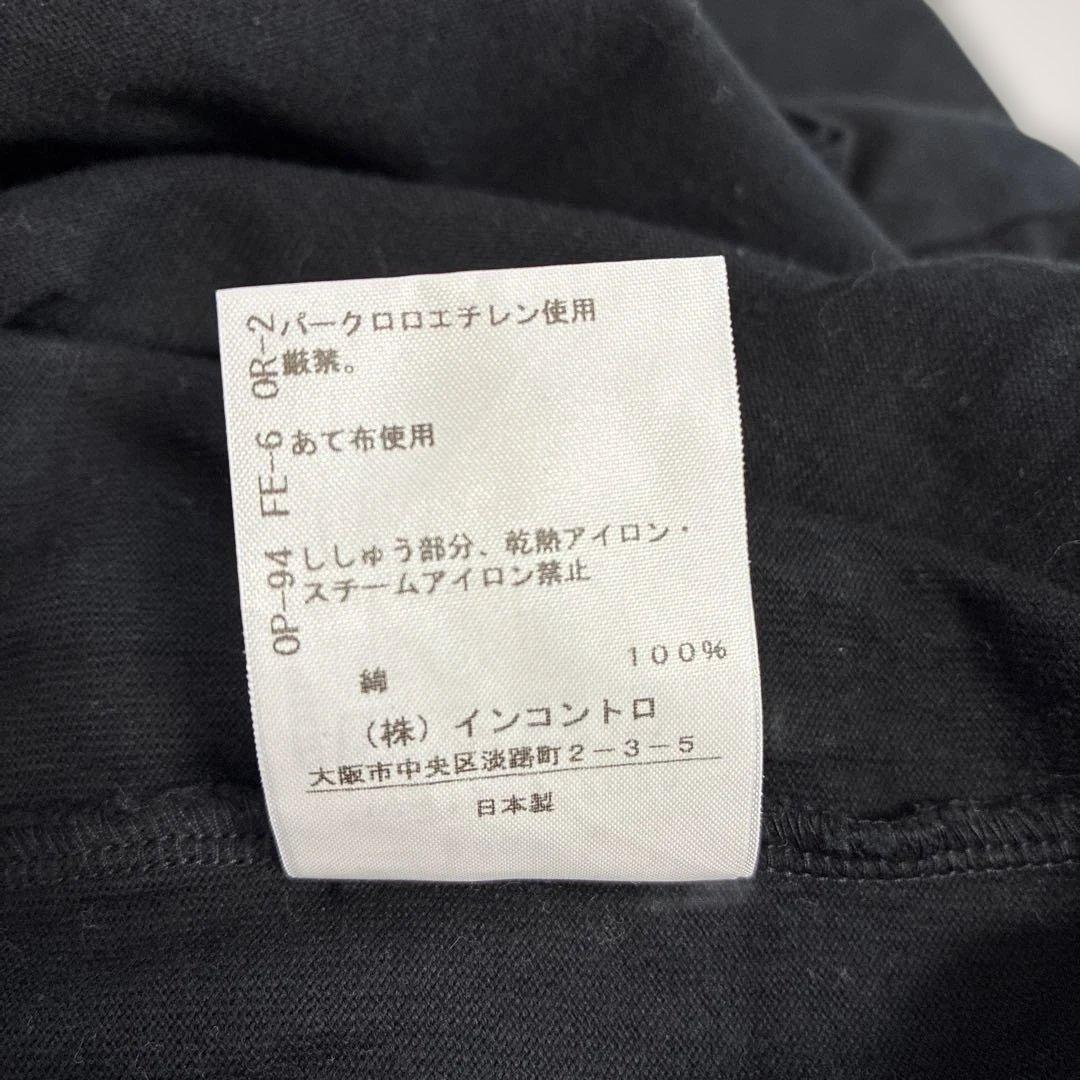 OR-2 パークロロエチレン使用
厳禁。
FE-6 あて布使用
OP-94 ししゅう部分、乾熱アイロン・
スチームアイロン禁止
綿 100%
(株)インコントロ
大阪市中央区淡路町2-3-5
日本製